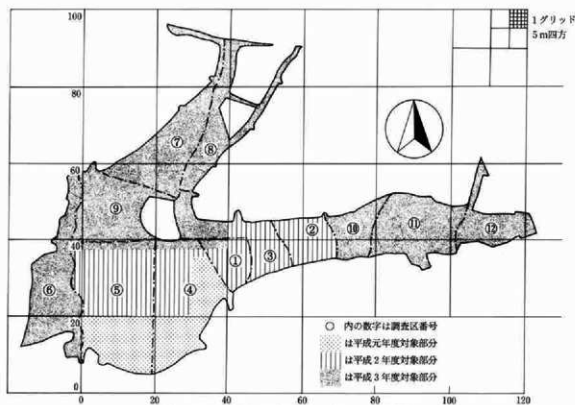 100
1グリッド
5m四方
80
⑦
⑧
60
⑨
②
⑩
⑪
⑫
40
①
③
⑥
⑤
④
20
○ 内の数字は調査区番号
は平成元年度対象部分
は平成2年度対象部分
は平成3年度対象部分
0
0 20 40 60 80 100 120